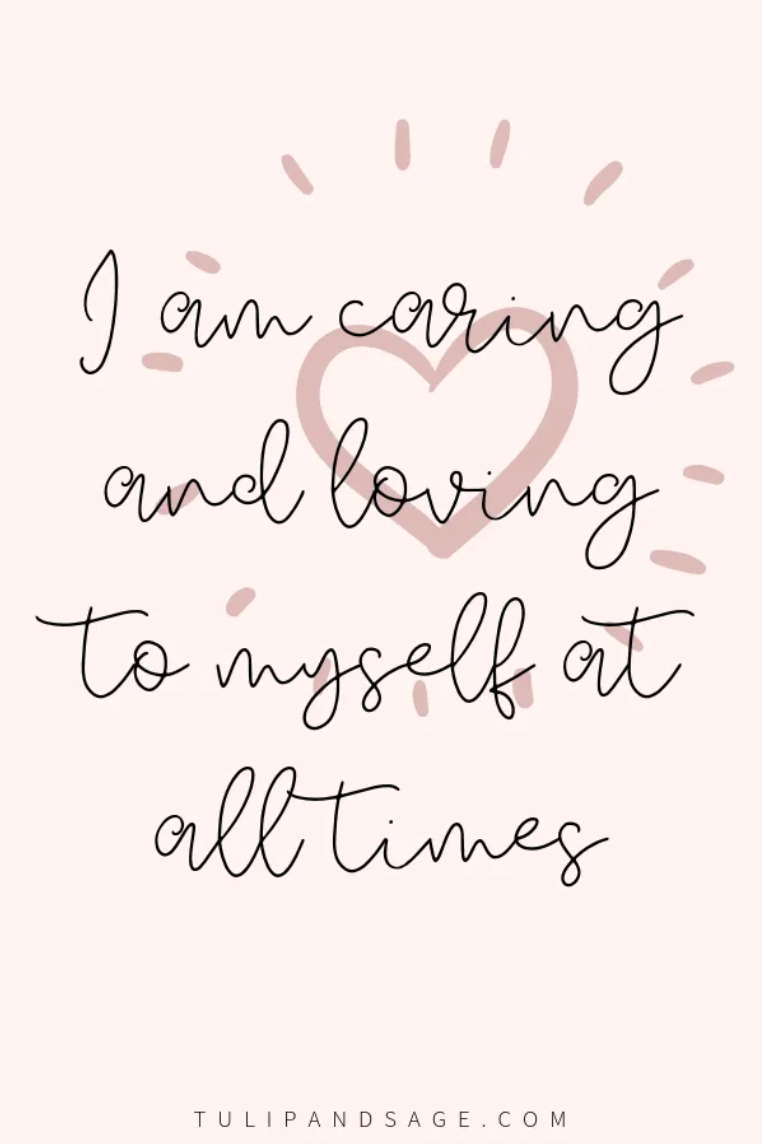 I am caring
and loving
to myself at
all times
TULIPANDSAGE.COM